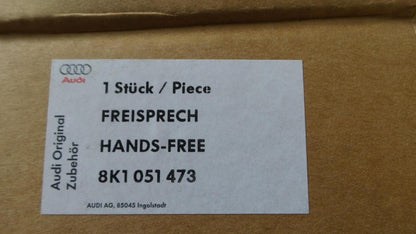 Audi
Audi Original
Zubehör
1 Stück / Piece
FREISPRECH
HANDS-FREE
8K1 051 473
AUDI AG, 85045 Ingolstadt